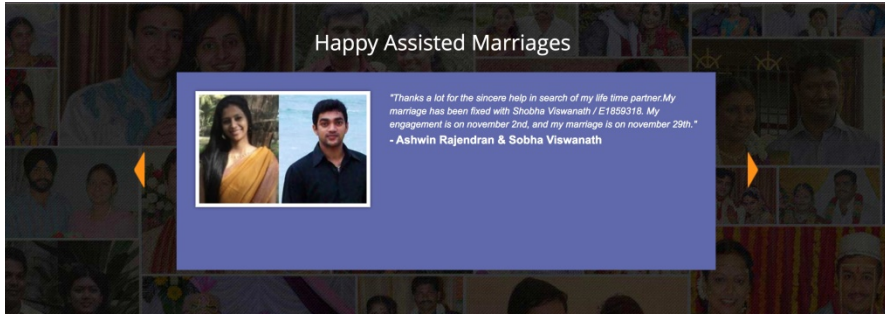 Happy Assisted Marriages
"Thanks a lot for the sincere help in search of my life time partner.My
marriage has been fixed with Shobha Viswanath / E1859318. My
engagement is on november 2nd, and my marriage is on november 29th."
- Ashwin Rajendran & Sobha Viswanath